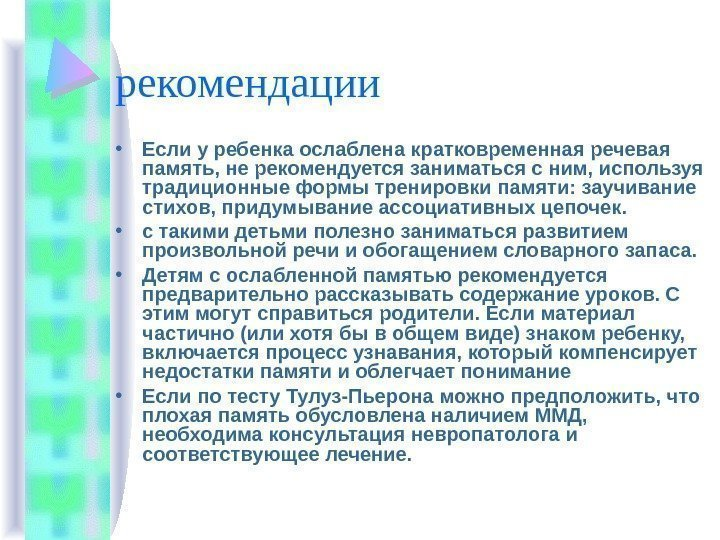 рекомендации
• Если у ребенка ослаблена кратковременная речевая
память, не рекомендуется заниматься с ним, используя
традиционные формы тренировки памяти: заучивание
стихов, придумывание ассоциативных цепочек.
• с такими детьми полезно заниматься развитием
произвольной речи и обогащением словарного запаса.
• Детям с ослабленной памятью рекомендуется
предварительно рассказывать содержание уроков. С
этим могут справиться родители. Если материал
частично (или хотя бы в общем виде) знаком ребенку,
включается процесс узнавания, который компенсирует
недостатки памяти и облегчает понимание
• Если по тесту Тулуз-Пьерона можно предположить, что
плохая память обусловлена наличием ММД,
необходима консультация невропатолога и
соответствующее лечение.